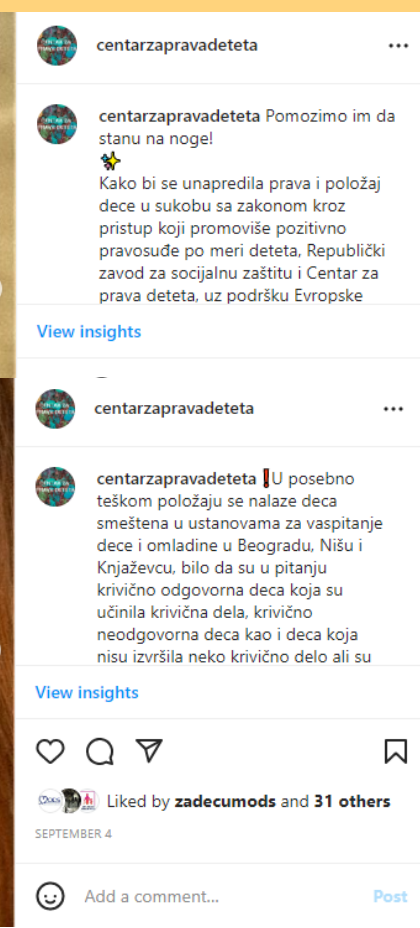 centarzapravadeteta
centarzapravadeteta Pomozimo im da
stanu na noge!
✨
Kako bi se unapredila prava i položaj
dece u sukobu sa zakonom kroz
pristup koji promoviše pozitivno
pravosuđe po meri deteta, Republički
zavod za socijalnu zaštitu i Centar za
prava deteta, uz podršku Evropske
View insights
centarzapravadeteta
centarzapravadeteta ❗U posebno
teškom položaju se nalaze deca
smeštena u ustanovama za vaspitanje
dece i omladine u Beogradu, Nišu i
Knjaževcu, bilo da su u pitanju
krivično odgovorna deca koja su
učinila krivična dela, krivično
neodgovorna deca kao i deca koja
nisu izvršila neko krivično delo ali su
View insights
Liked by zadecumods and 31 others
SEPTEMBER 4
Add a comment...
Post